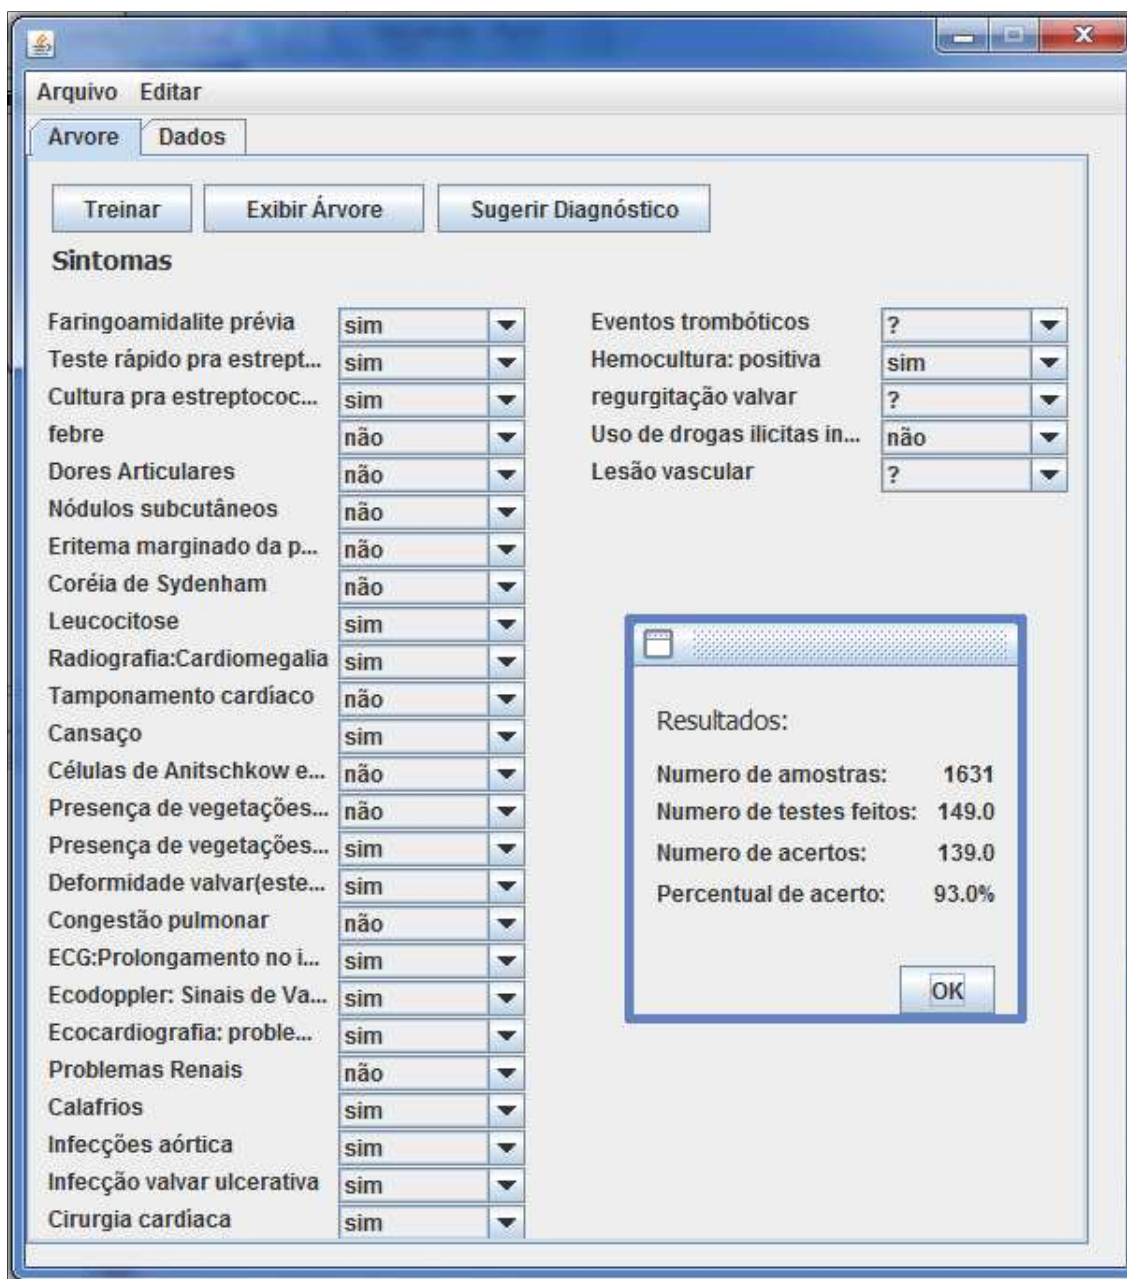 Arquivo Editar
Arvore Dados
Treinar Exibir Árvore Sugerir Diagnóstico
Sintomas
Faringoamidalite prévia sim
Teste rápido pra estrept... sim
Cultura pra estreptococ... sim
febre não
Dores Articulares não
Nódulos subcutâneos não
Eritema marginado da p... não
Coréia de Sydenham não
Leucocitose sim
Radiografia:Cardiomegalia sim
Tamponamento cardíaco não
Cansaço sim
Células de Anitschkow e... não
Presença de vegetações... não
Presença de vegetações... sim
Deformidade valvar(este... sim
Congestão pulmonar não
ECG:Prolongamento no i... sim
Ecodoppler: Sinais de Va... sim
Ecocardiografia: proble... sim
Problemas Renais não
Calafrios sim
Infecções aórtica sim
Infecção valvar ulcerativa sim
Cirurgia cardíaca sim
Eventos trombóticos ?
Hemocultura: positiva sim
regurgitação valvar ?
Uso de drogas ilicitas in... não
Lesão vascular ?
Resultados:
Numero de amostras: 1631
Numero de testes feitos: 149.0
Numero de acertos: 139.0
Percentual de acerto: 93.0%
OK